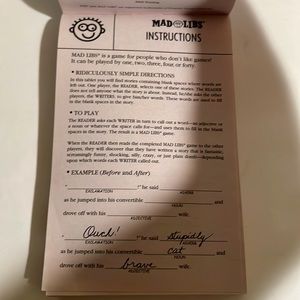 MAD LIBS®
INSTRUCTIONS
MAD LIBS® is a game for people who don't like games!
It can be played by one, two, three, four, or forty.
• RIDICULOUSLY SIMPLE DIRECTIONS
In this tablet you will find stories containing blank spaces where words are
left out. One player, the READER, selects one of these stories. The READER
does not tell anyone what the story is about. Instead, he/she asks the other
players, the WRITERS, to give him/her words. These words are used to fill in
the blank spaces in the story.
• TO PLAY
The READER asks each WRITER in turn to call out a word—an adjective or
a noun or whatever the space calls for—and uses them to fill in the blank
spaces in the story. The result is a MAD LIBS® game.
When the READER then reads the completed MAD LIBS® game to the other
players, they will discover that they have written a story that is fantastic,
screamingly funny, shocking, silly, crazy, or just plain dumb—depending
upon which words each WRITER called out.
• EXAMPLE (Before and After)
" " he said
EXCLAMATION ADVERB
as he jumped into his convertible and
NOUN
drove off with his wife.
ADJECTIVE
" Ouch! " he said stupidly
EXCLAMATION ADVERB
as he jumped into his convertible cat and
NOUN
drove off with his brave wife.
ADJECTIVE